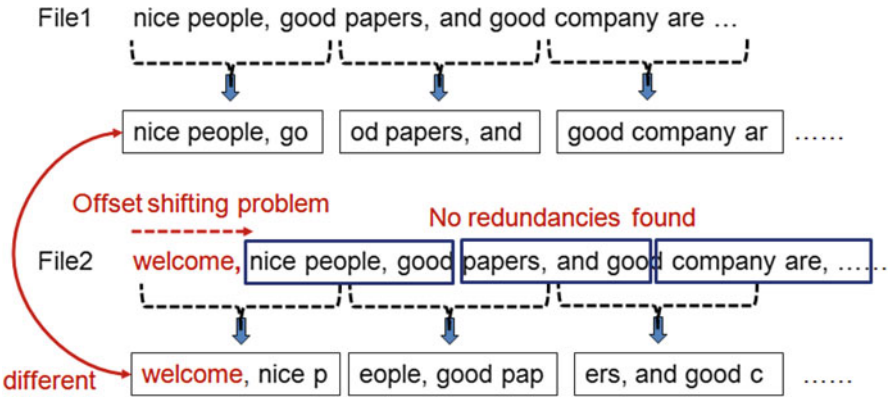 File1 nice people, good papers, and good company are ...
nice people, go od papers, and good company ar ......
Offset shifting problem No redundancies found
File2 welcome, nice people, good papers, and good company are, ......
different welcome, nice p eople, good pap ers, and good c ......